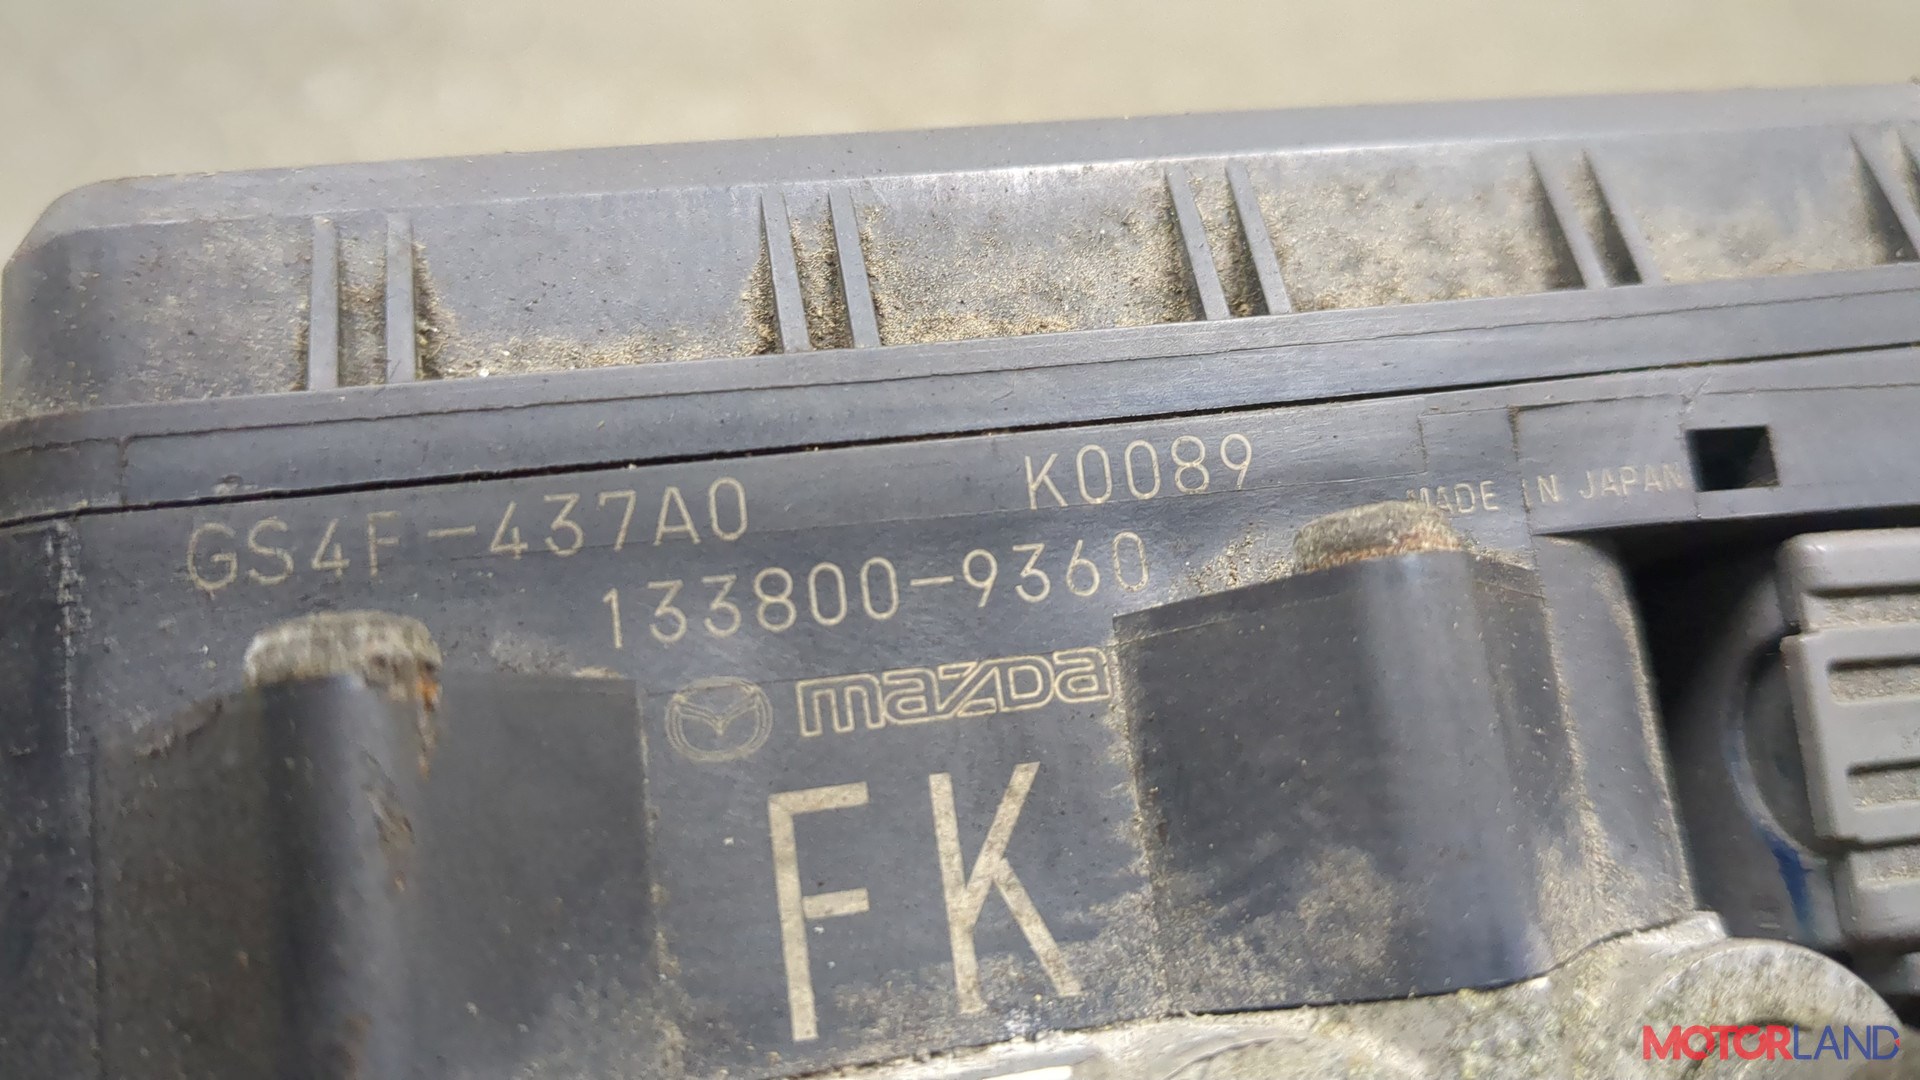 GS4F-437A0 K0089
133800-9360 MADE IN JAPAN
mazda
FK
MOTORLAND